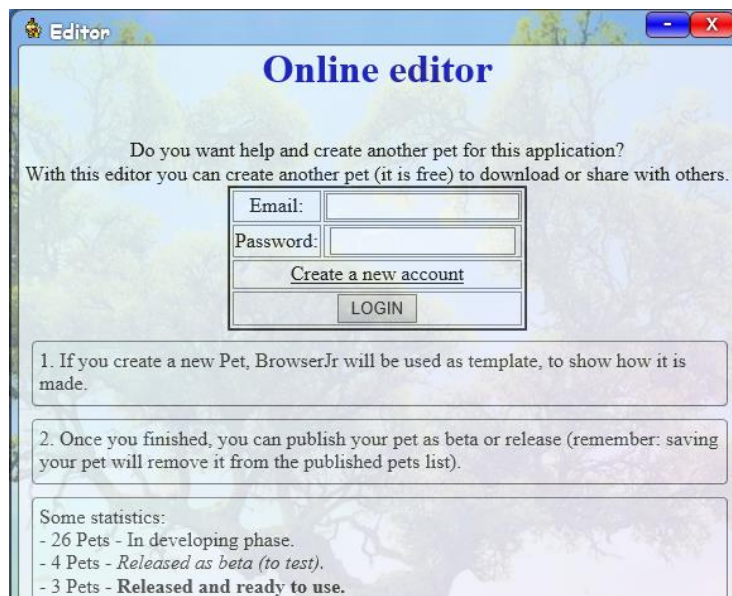 Editor
- X
Online editor
Do you want help and create another pet for this application?
With this editor you can create another pet (it is free) to download or share with others.
Email:
Password:
Create a new account
LOGIN
1. If you create a new Pet, BrowserJr will be used as template, to show how it is
made.
2. Once you finished, you can publish your pet as beta or release (remember: saving
your pet will remove it from the published pets list).
Some statistics:
- 26 Pets - In developing phase.
- 4 Pets - Released as beta (to test).
- 3 Pets - Released and ready to use.